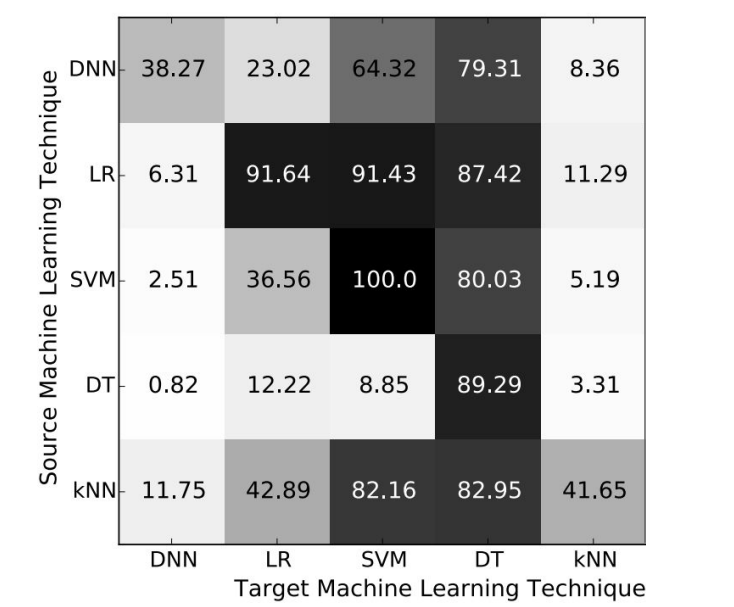 Source Machine Learning Technique
DNN 38.27 23.02 64.32 79.31 8.36
LR 6.31 91.64 91.43 87.42 11.29
SVM 2.51 36.56 100.0 80.03 5.19
DT 0.82 12.22 8.85 89.29 3.31
kNN 11.75 42.89 82.16 82.95 41.65
DNN LR SVM DT kNN
Target Machine Learning Technique